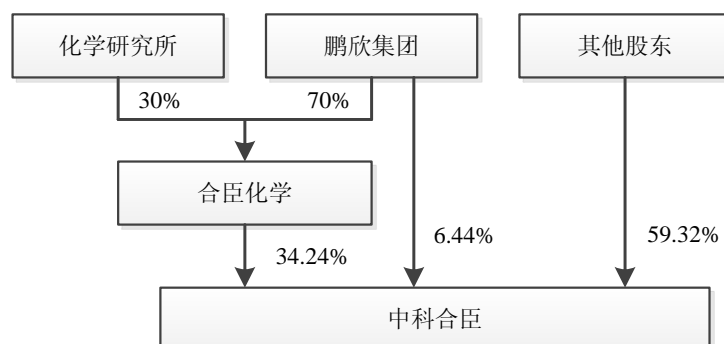 化学研究所
鹏欣集团
其他股东
30%
70%
合臣化学
34.24%
6.44%
59.32%
中科合臣